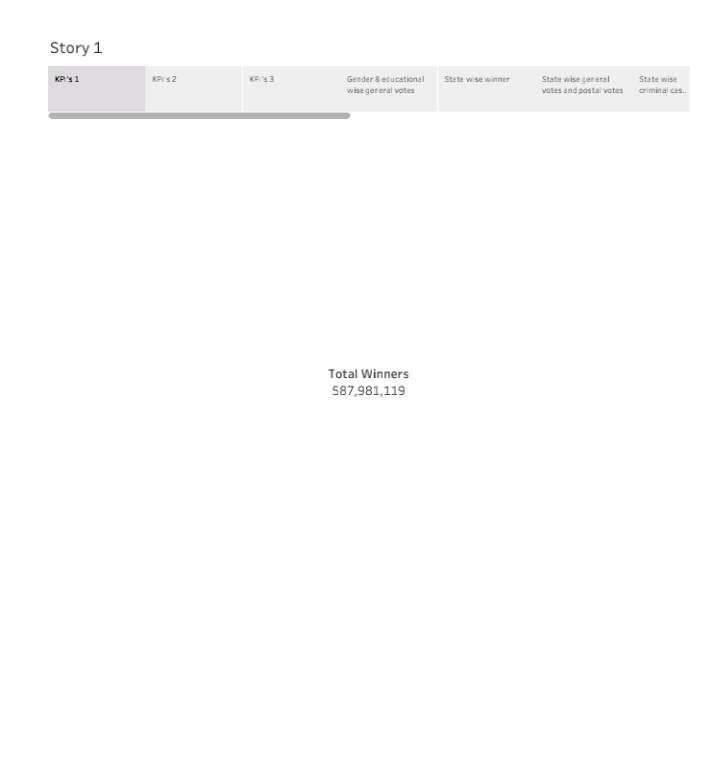 Story 1
KPI's 1
KPI's 2
KPI's 3
Gender & educational
wise general votes
State wise winner
State wise general
votes and postal votes
State wise
criminal cas..
Total Winners
587,981,119